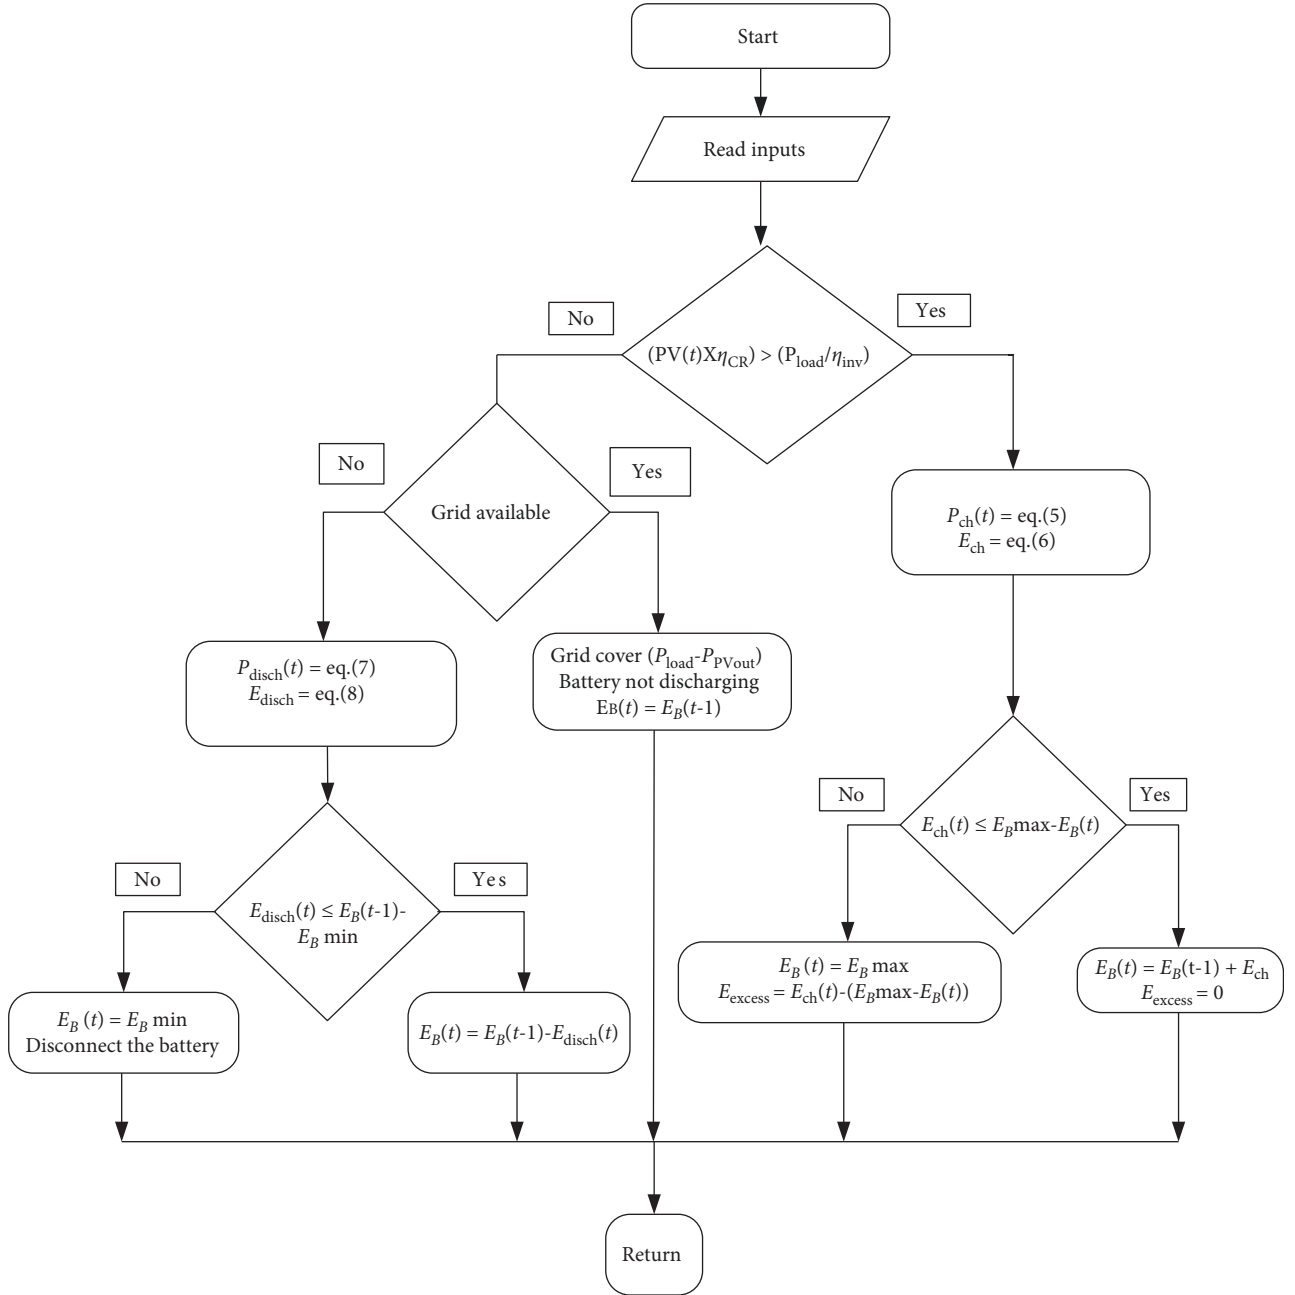 Start
Read inputs
No
Yes
(PV(t)Xη_CR) > (P_load/η_inv)
No
Yes
Grid available
P_ch(t) = eq.(5)
E_ch = eq.(6)
P_disch(t) = eq.(7)
E_disch = eq.(8)
Grid cover (P_load-P_PVout)
Battery not discharging
EB(t) = E_B(t-1)
No
Yes
E_ch(t) ≤ E_Bmax-E_B(t)
No
Yes
E_disch(t) ≤ E_B(t-1)-
E_B min
E_B (t) = E_B max
E_excess = E_ch(t)-(E_Bmax-E_B(t))
E_B(t) = E_B(t-1) + E_ch
E_excess = 0
E_B (t) = E_B min
Disconnect the battery
E_B(t) = E_B(t-1)-E_disch(t)
Return